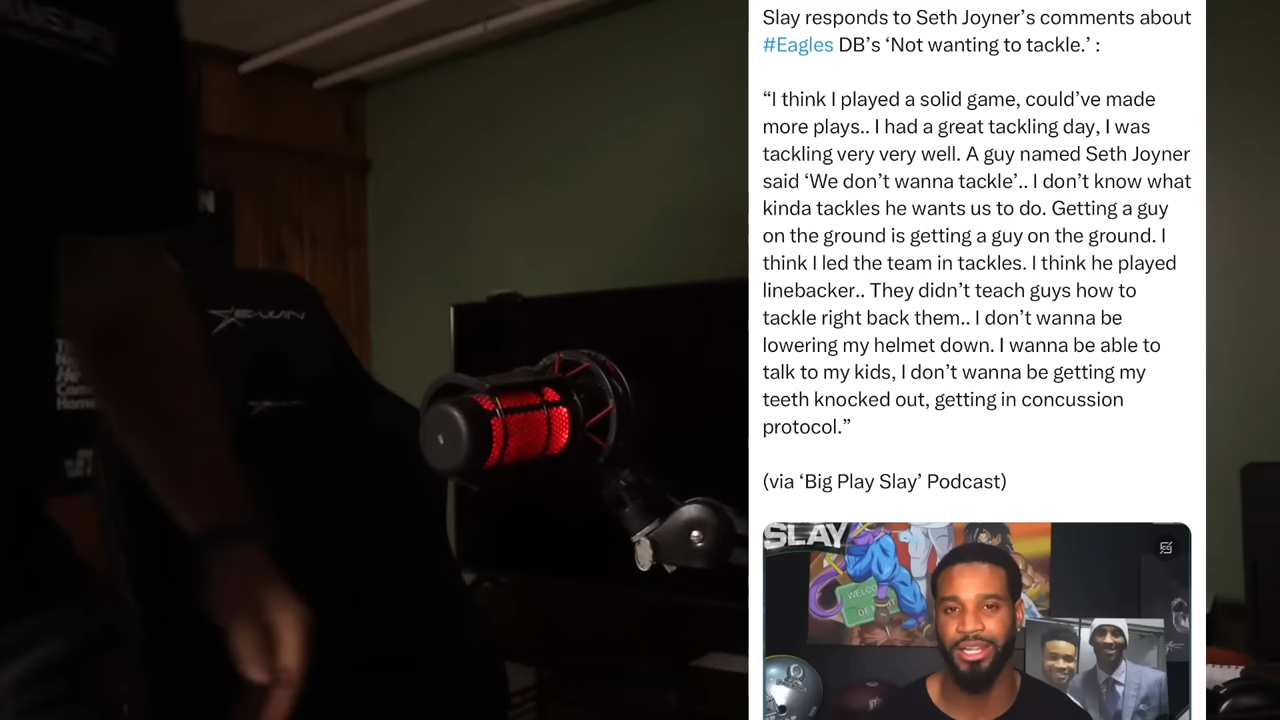 Slay responds to Seth Joyner’s comments about
#Eagles DB’s ‘Not wanting to tackle.’ :
“I think I played a solid game, could’ve made
more plays.. I had a great tackling day, I was
tackling very very well. A guy named Seth Joyner
said ‘We don’t wanna tackle’.. I don’t know what
kinda tackles he wants us to do. Getting a guy
on the ground is getting a guy on the ground. I
think I led the team in tackles. I think he played
linebacker.. They didn’t teach guys how to
tackle right back them.. I don’t wanna be
lowering my helmet down. I wanna be able to
talk to my kids, I don’t wanna be getting my
teeth knocked out, getting in concussion
protocol.”
(via ‘Big Play Slay’ Podcast)
SLAY
E-WIN